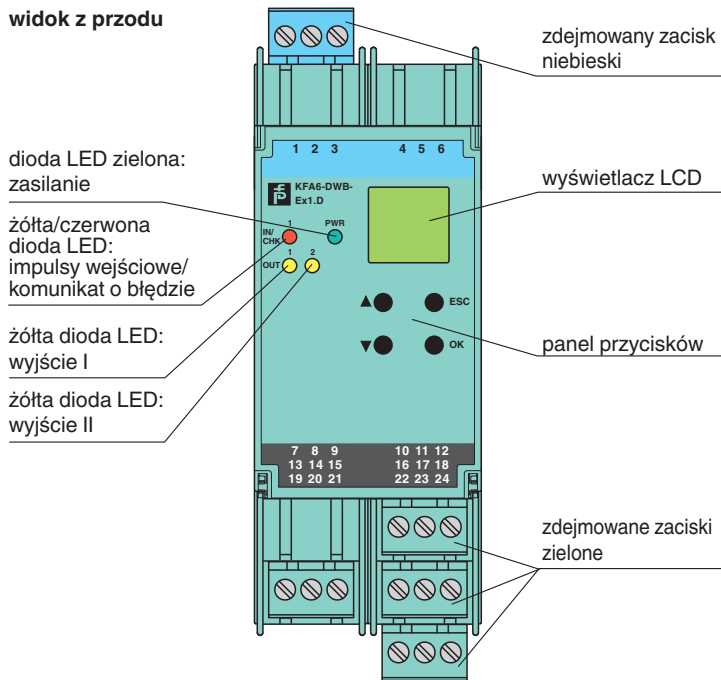 widok z przodu
zdejmowany zacisk
niebieski
1 2 3 4 5 6
dioda LED zielona:
zasilanie
KFA6-DWB-
Ex1.D
wyświetlacz LCD
żółta/czerwona
dioda LED:
impulsy wejściowe/
komunikat o błędzie
1 PWR
IN/
CHK
1 2
OUT
▲ ESC
▼ OK
żółta dioda LED:
wyjście I
panel przycisków
żółta dioda LED:
wyjście II
7 8 9 10 11 12
13 14 15 16 17 18
19 20 21 22 23 24
zdejmowane zaciski
zielone